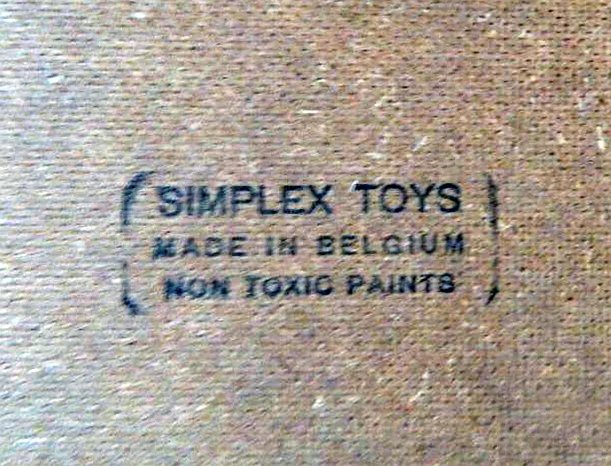 SIMPLEX TOYS
MADE IN BELGIUM
NON TOXIC PAINTS